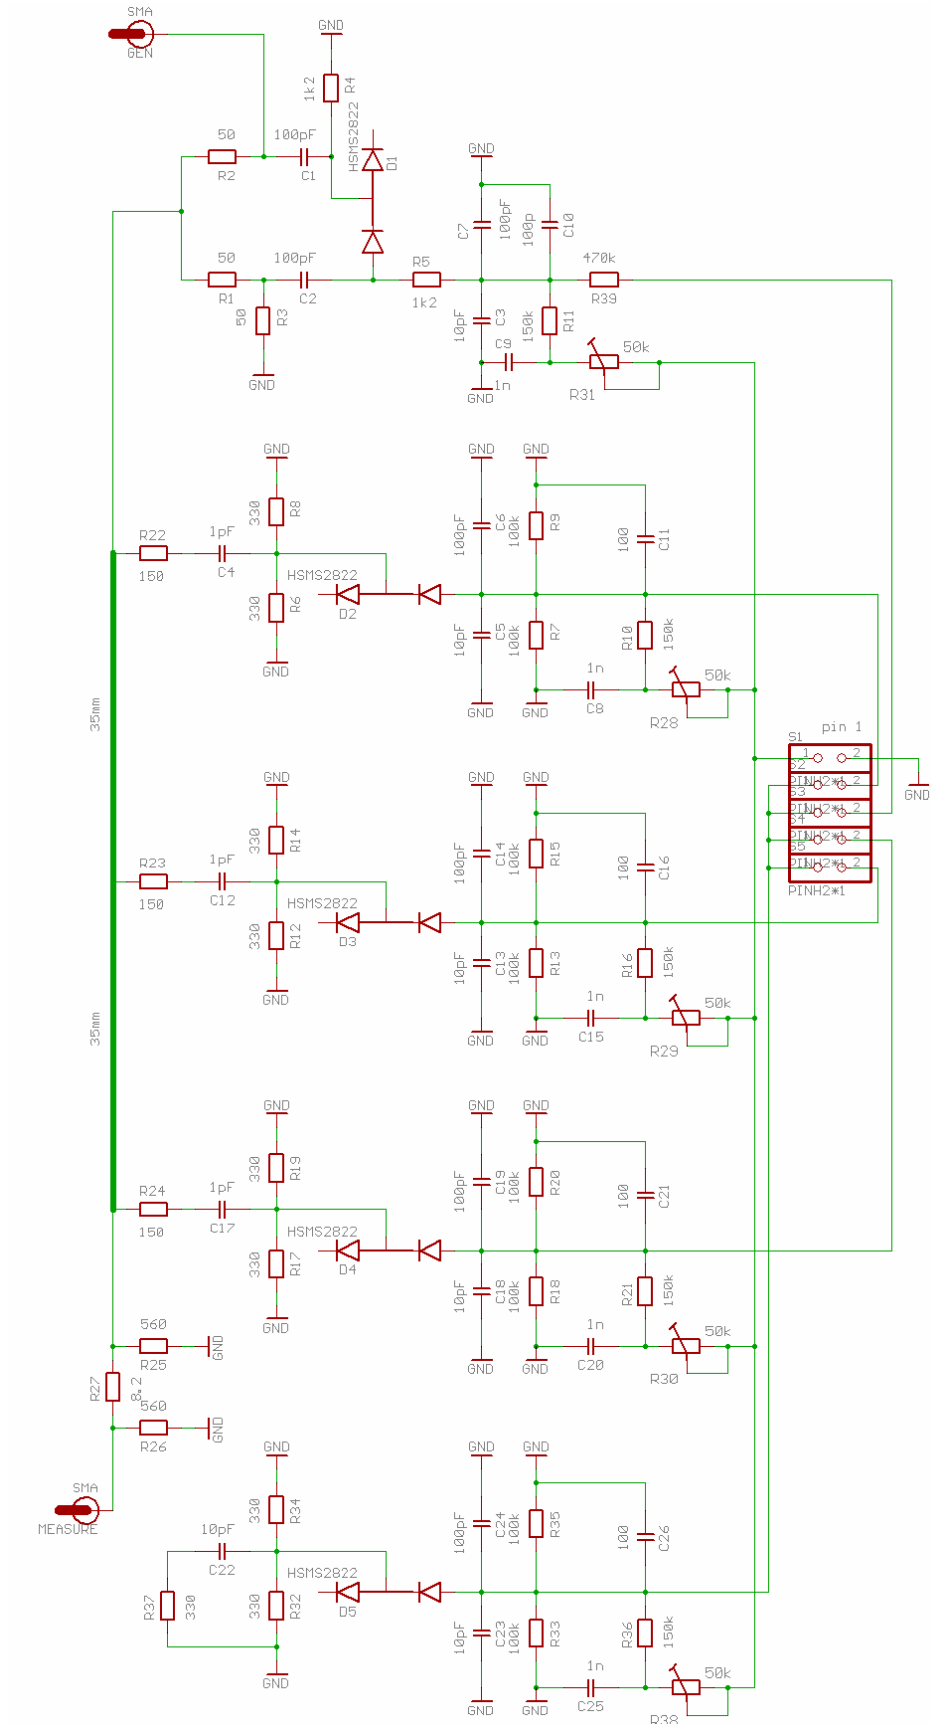 SMA
GEN
GND
1k2
R4
HSMS2822
D1
50
R2
100pF
C1
50
R1
100pF
C2
50
R3
GND
R5
1k2
GND
C7
100pF
100p
C10
470k
R39
10pF
C3
150k
R11
C9
1n
GND
50k
R31
GND
330
R8
R22
150
1pF
C4
HSMS2822
D2
330
R6
GND
GND
100pF
C6
GND
100k
R9
100
C11
10pF
C5
100k
R7
R10
150k
1n
C8
50k
R28
GND
GND
35mm
pin 1
S1
1
2
S2
PINH2*1
2
S3
PINH2*1
2
S4
PINH2*1
2
S5
PINH2*1
2
PINH2*1
GND
GND
330
R14
R23
150
1pF
C12
HSMS2822
D3
330
R12
GND
GND
100pF
C14
GND
100k
R15
100
C16
10pF
C13
100k
R13
R16
150k
1n
C15
50k
R29
GND
GND
35mm
GND
330
R19
R24
150
1pF
C17
HSMS2822
D4
330
R17
GND
GND
100pF
C19
GND
100k
R20
100
C21
10pF
C18
100k
R18
R21
150k
1n
C20
50k
R30
GND
GND
560
R25
GND
R27
8.2
560
R26
GND
SMA
MEASURE
GND
330
R34
10pF
C22
HSMS2822
D5
R37
330
330
R32
GND
GND
100pF
C24
GND
100k
R35
100
C26
10pF
C23
100k
R33
R36
150k
1n
C25
50k
R38
GND
GND